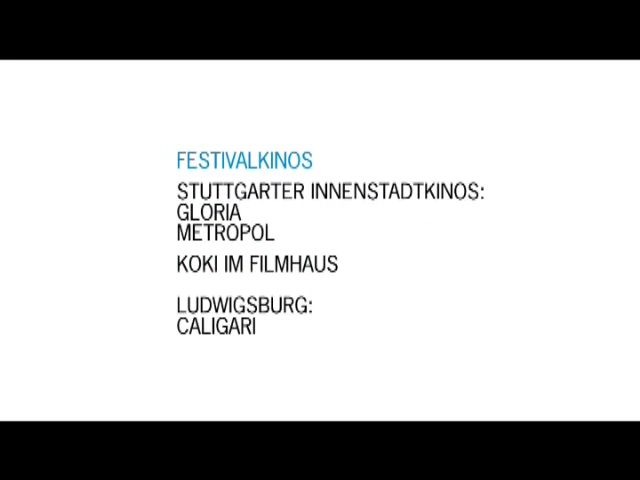 FESTIVALKINOS
STUTTGARTER INNENSTADTKINOS:
GLORIA
METROPOL
KOKI IM FILMHAUS
LUDWIGSBURG:
CALIGARI